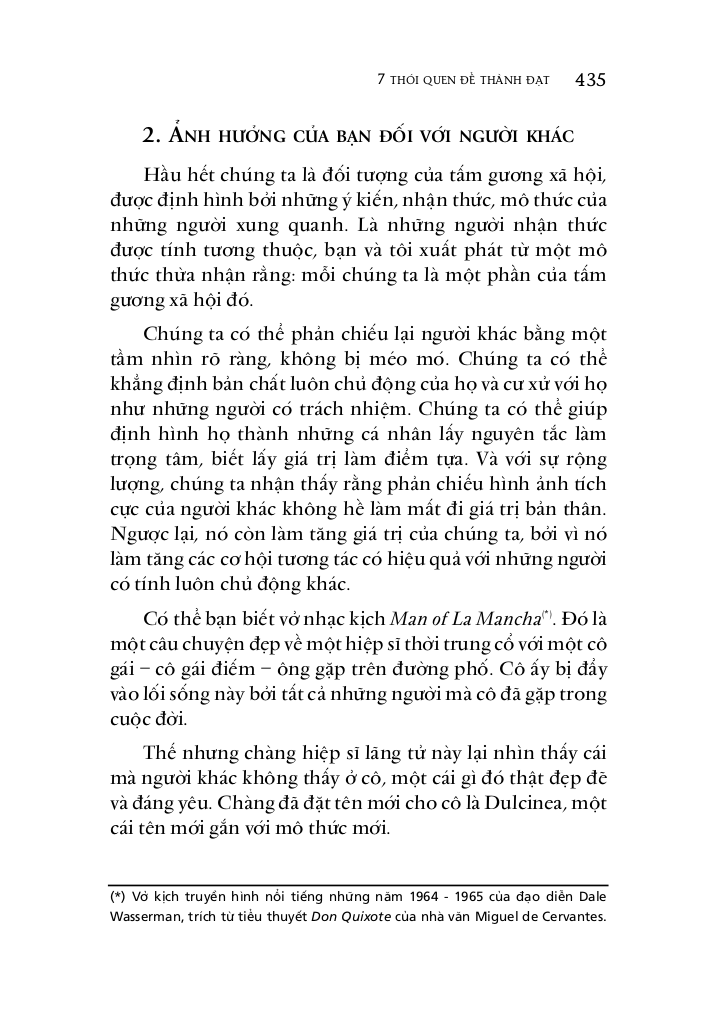 7 THÓI QUEN ĐỂ THÀNH ĐẠT 435
2. ẢNH HƯỞNG CỦA BẠN ĐỐI VỚI NGƯỜI KHÁC
Hầu hết chúng ta là đối tượng của tấm gương xã hội,
được định hình bởi những ý kiến, nhận thức, mô thức của
những người xung quanh. Là những người nhận thức
được tính tương thuộc, bạn và tôi xuất phát từ một mô
thức thừa nhận rằng: mỗi chúng ta là một phần của tấm
gương xã hội đó.
Chúng ta có thể phản chiếu lại người khác bằng một
tầm nhìn rõ ràng, không bị méo mó. Chúng ta có thể
khẳng định bản chất luôn chủ động của họ và cư xử với họ
như những người có trách nhiệm. Chúng ta có thể giúp
định hình họ thành những cá nhân lấy nguyên tắc làm
trọng tâm, biết lấy giá trị làm điểm tựa. Và với sự rộng
lượng, chúng ta nhận thấy rằng phản chiếu hình ảnh tích
cực của người khác không hề làm mất đi giá trị bản thân.
Ngược lại, nó còn làm tăng giá trị của chúng ta, bởi vì nó
làm tăng các cơ hội tương tác có hiệu quả với những người
có tính luôn chủ động khác.
Có thể bạn biết vở nhạc kịch Man of La Mancha(*). Đó là
một câu chuyện đẹp về một hiệp sĩ thời trung cổ với một cô
gái – cô gái điếm – ông gặp trên đường phố. Cô ấy bị đẩy
vào lối sống này bởi tất cả những người mà cô đã gặp trong
cuộc đời.
Thế nhưng chàng hiệp sĩ lãng tử này lại nhìn thấy cái
mà người khác không thấy ở cô, một cái gì đó thật đẹp đẽ
và đáng yêu. Chàng đã đặt tên mới cho cô là Dulcinea, một
cái tên mới gắn với mô thức mới.
(*) Vở kịch truyền hình nổi tiếng những năm 1964 - 1965 của đạo diễn Dale
Wasserman, trích từ tiểu thuyết Don Quixote của nhà văn Miguel de Cervantes.